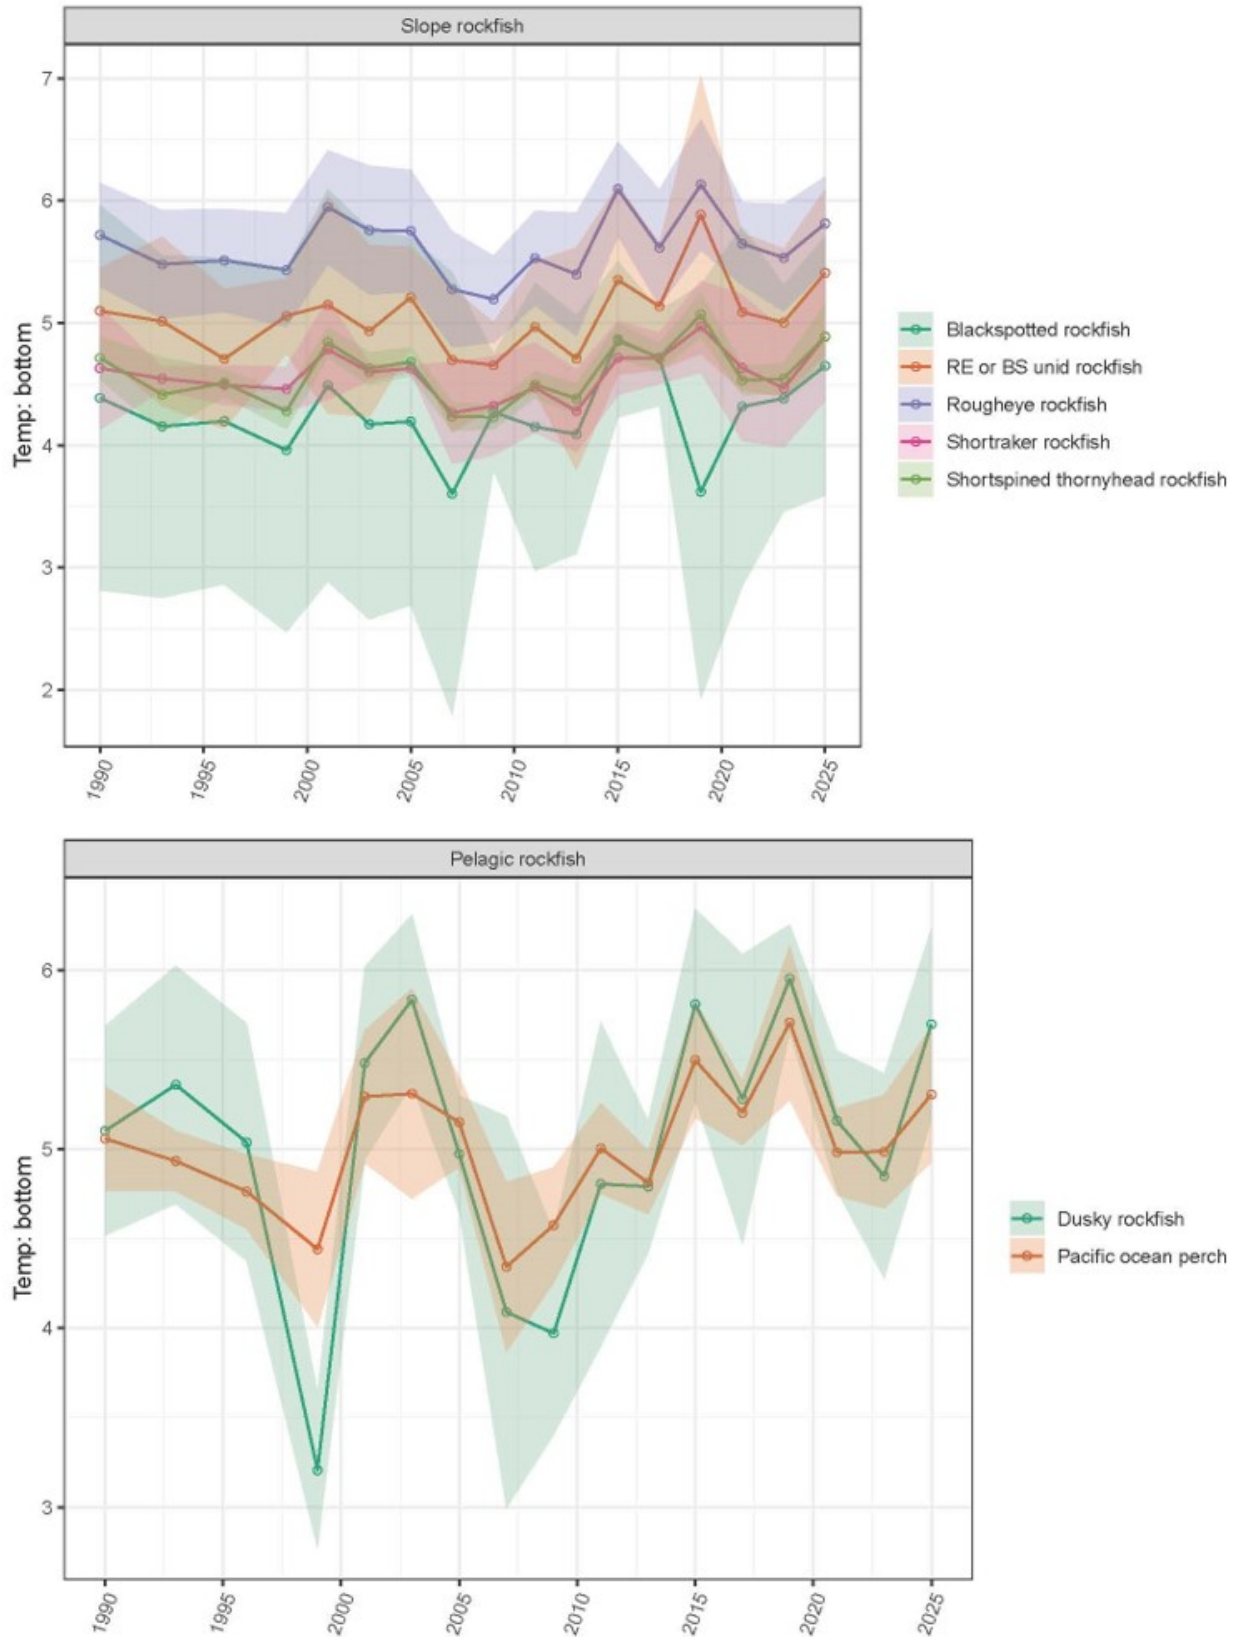 Slope rockfish
Temp: bottom
7
6
5
4
3
2
1990
1995
2000
2005
2010
2015
2020
2025
Blackspotted rockfish
RE or BS unid rockfish
Rougheye rockfish
Shortraker rockfish
Shortspined thornyhead rockfish
Pelagic rockfish
Temp: bottom
6
5
4
3
1990
1995
2000
2005
2010
2015
2020
2025
Dusky rockfish
Pacific ocean perch